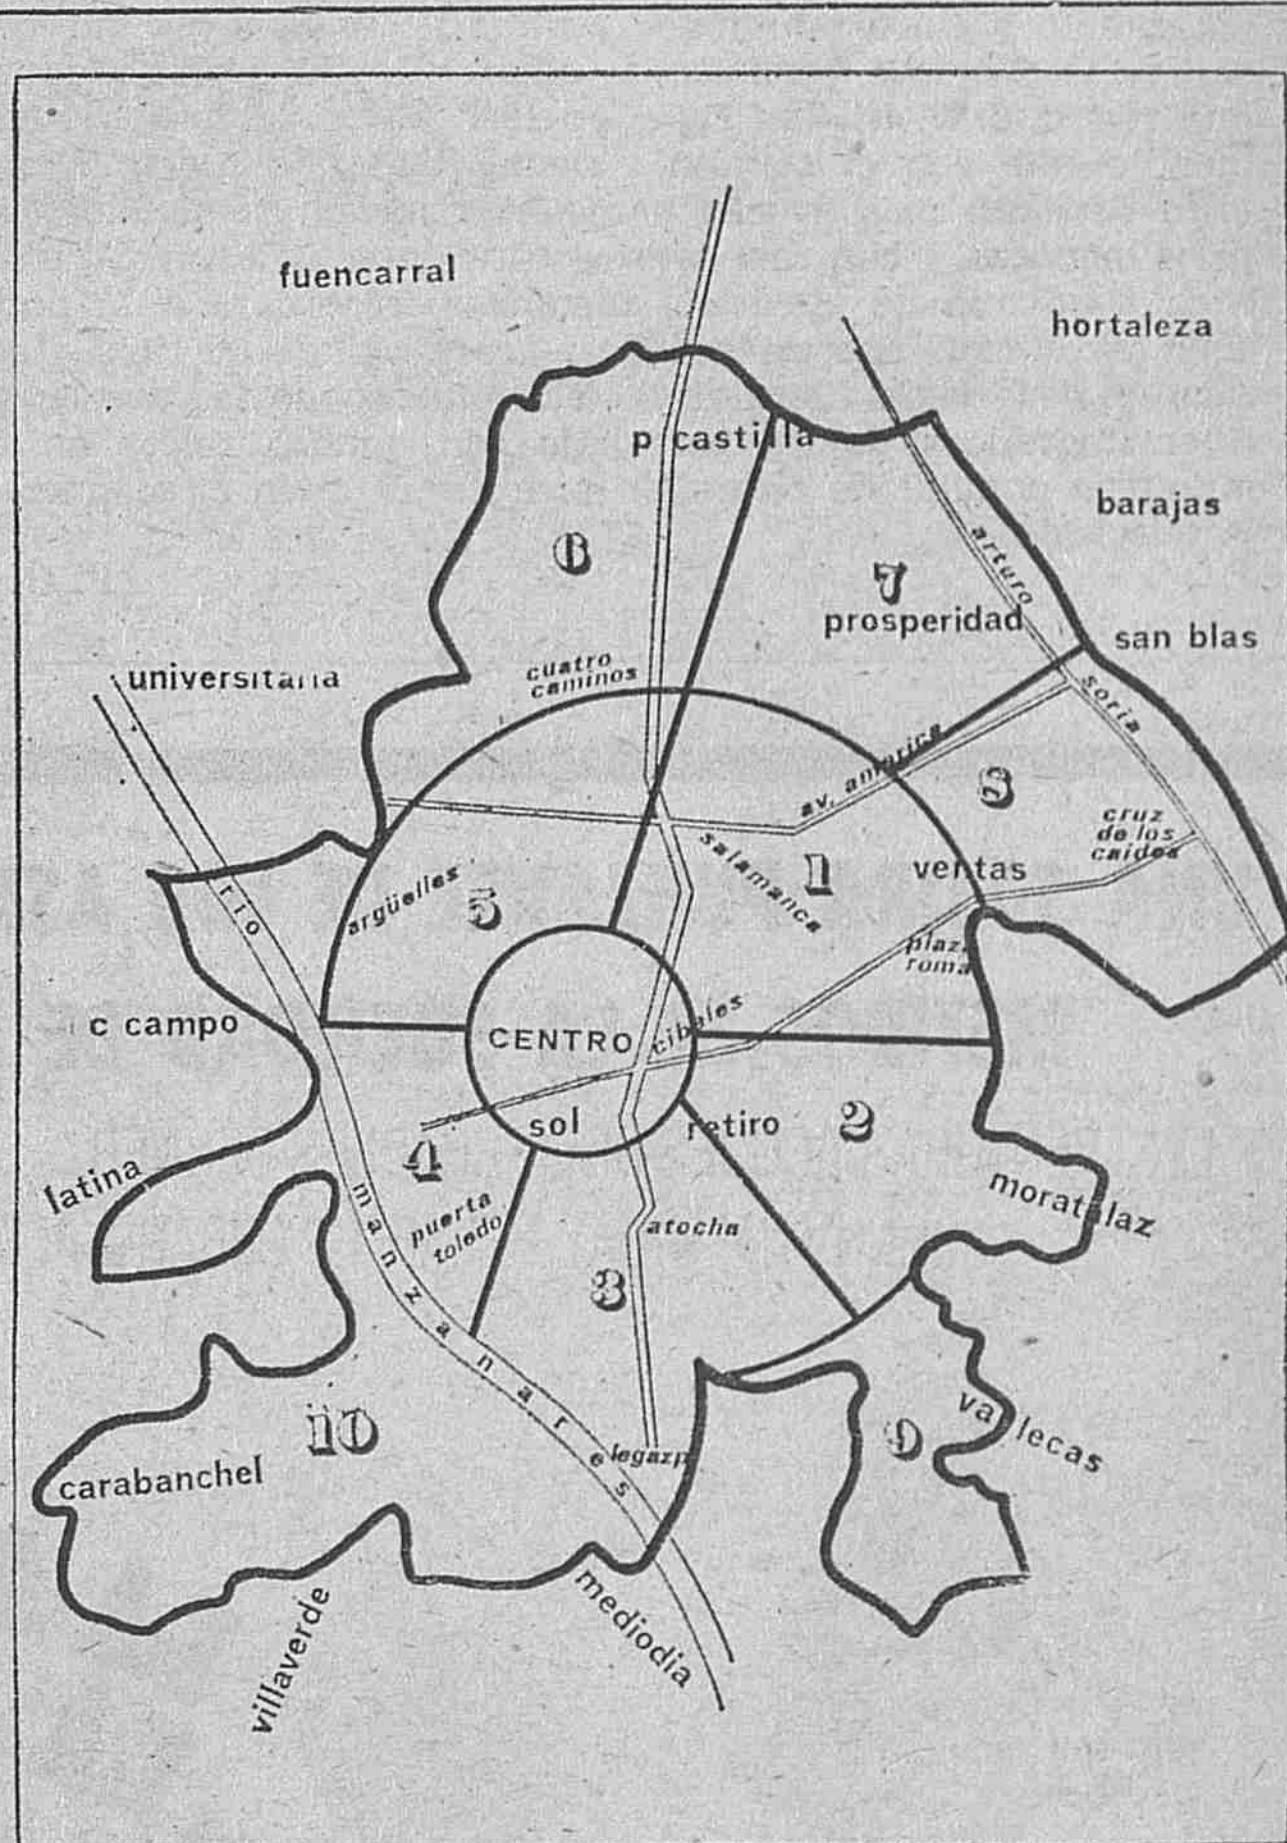 fuencarral
hortaleza
p castilla
barajas
6
7
arturo
prosperidad
san blas
cuatro
caminos
universitaria
soria
av. america
8
cruz
de los
caidos
salamanca
1
ventas
argüelles
5
rio
plaza
roma
c campo
CENTRO
cibeles
sol
retiro
2
4
latina
moratalaz
manzanares
puerta
toledo
atocha
3
vallecas
9
10
legazpi
carabanchel
mediodia
villaverde